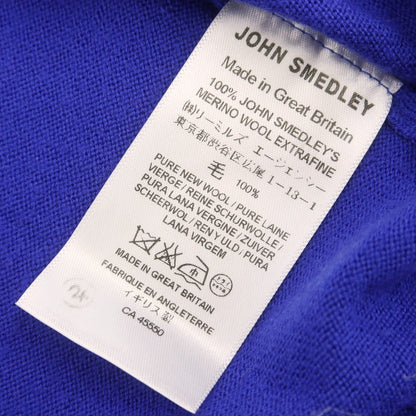 JOHN SMEDLEY
Made in Great Britain
100% JOHN SMEDLEY'S
MERINO WOOL EXTRAFINE
㈱リーミルズ エージェンシー
東京都渋谷区広尾 1-13-1
毛 100%
PURE NEW WOOL / PURE LAINE
VIERGE / REINE SCHURWOLLE /
PURA LANA VERGINE / ZUIVER
SCHEERWOL / REN YULD / PURA
LANA VIRGEM
MADE IN GREAT BRITAIN
FABRIQUE EN ANGLETERRE
イギリス製
CA 45550